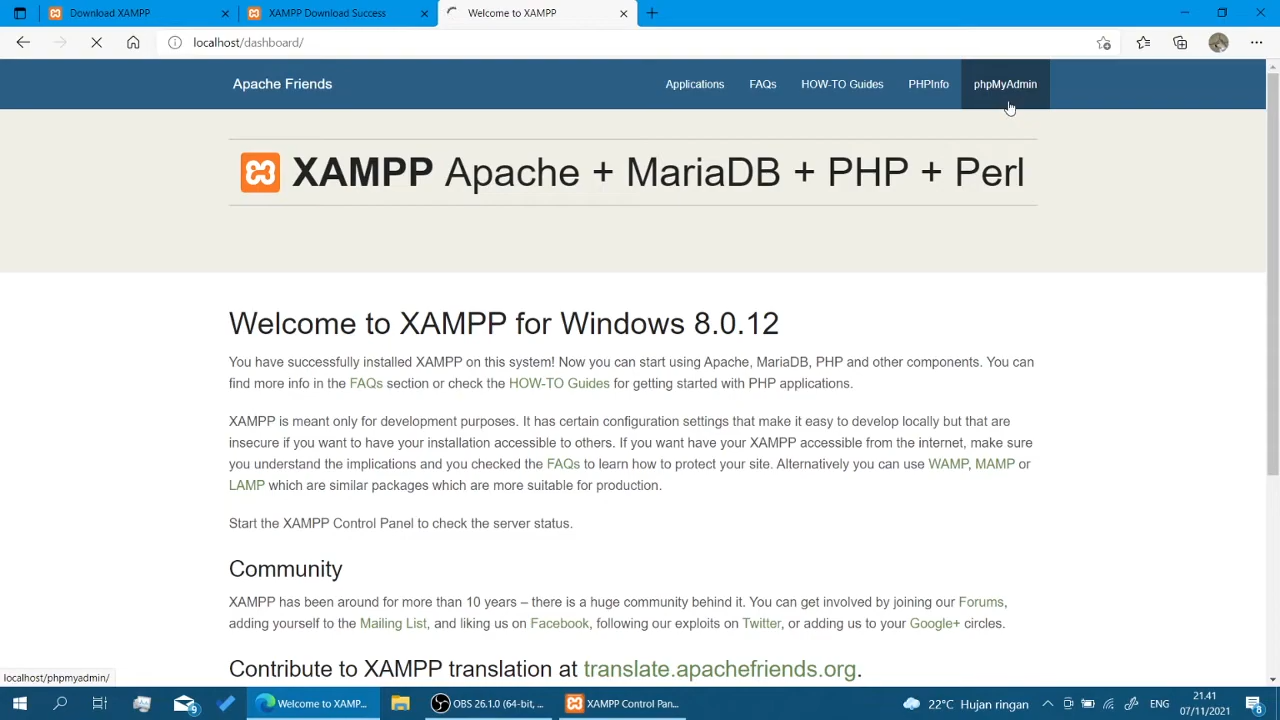 Download XAMPP
XAMPP Download Success
Welcome to XAMPP
localhost/dashboard/
Apache Friends
Applications
FAQs
HOW-TO Guides
PHPInfo
phpMyAdmin
XAMPP Apache + MariaDB + PHP + Perl
Welcome to XAMPP for Windows 8.0.12
You have successfully installed XAMPP on this system! Now you can start using Apache, MariaDB, PHP and other components. You can
find more info in the FAQs section or check the HOW-TO Guides for getting started with PHP applications.
XAMPP is meant only for development purposes. It has certain configuration settings that make it easy to develop locally but that are
insecure if you want to have your installation accessible to others. If you want have your XAMPP accessible from the internet, make sure
you understand the implications and you checked the FAQs to learn how to protect your site. Alternatively you can use WAMP, MAMP or
LAMP which are similar packages which are more suitable for production.
Start the XAMPP Control Panel to check the server status.
Community
XAMPP has been around for more than 10 years – there is a huge community behind it. You can get involved by joining our Forums,
adding yourself to the Mailing List, and liking us on Facebook, following our exploits on Twitter, or adding us to your Google+ circles.
Contribute to XAMPP translation at translate.apachefriends.org.
localhost/phpmyadmin/
9
Welcome to XAMP...
OBS 26.1.0 (64-bit, ...
XAMPP Control Pan...
22°C Hujan ringan
ENG
21.41
07/11/2021
8